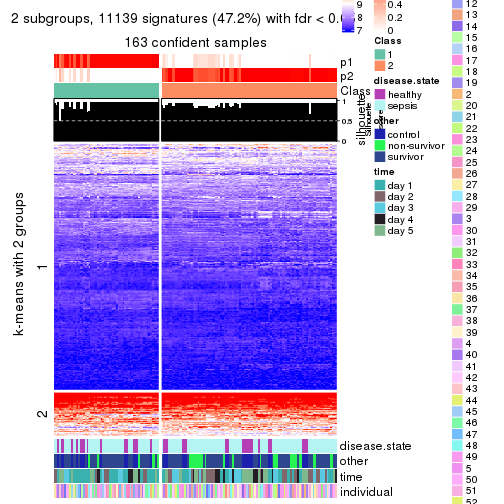 2 subgroups, 11139 signatures (47.2%) with fdr < 0.0
163 confident samples
p1
p2
Class
1
0.5
0
silhouette
k-means with 2 groups
1
2
disease.state
other
time
individual
9
8
7
0.4
0.2
0
Class
1
2
disease.state
healthy
sepsis
other
control
non-survivor
survivor
time
day 1
day 2
day 3
day 4
day 5
12
13
14
15
16
17
18
19
2
20
21
22
23
24
25
26
27
28
29
3
30
31
32
33
34
35
36
37
38
39
4
40
41
42
43
44
45
46
47
48
49
5
50
51
52